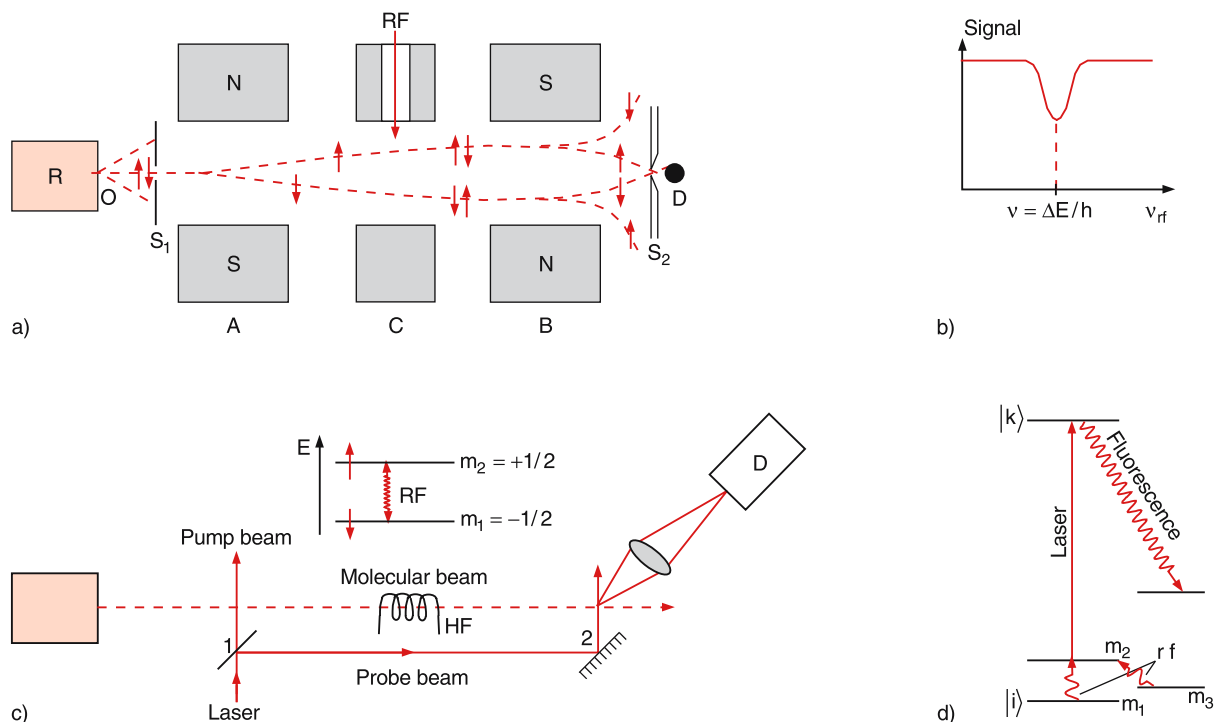 RF
N
S
R
O
S₁
D
S₂
S
N
A
C
B
a)
Signal
ν = ΔE/h
ν_rf
b)
E
m₂ = +1/2
RF
m₁ = −1/2
D
Pump beam
Molecular beam
HF
1
2
Probe beam
Laser
c)
|k⟩
Fluorescence
Laser
m₂
r f
|i⟩
m₁
m₃
d)